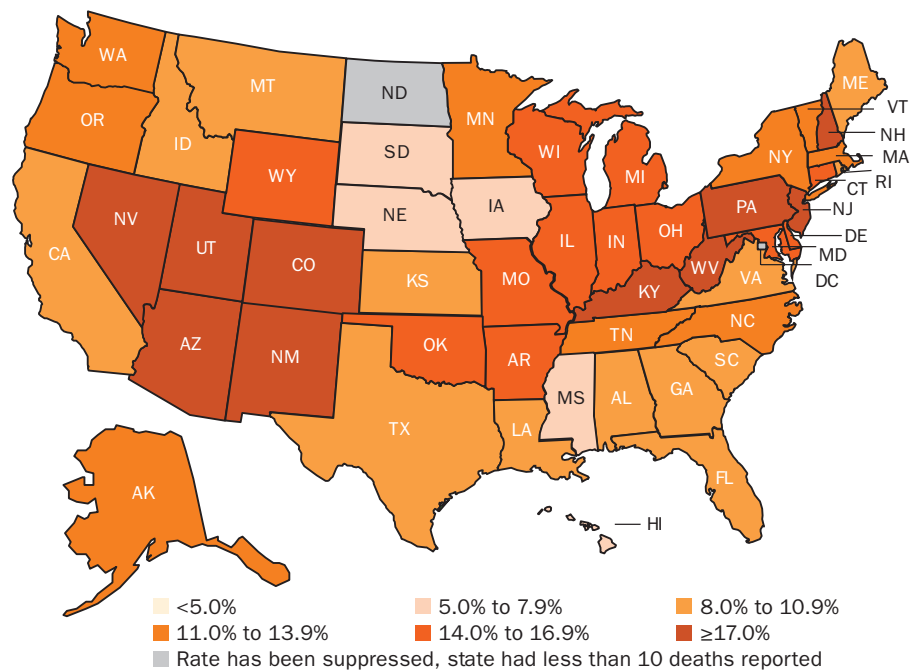 WA
MT
ND
MN
ME
VT
OR
ID
SD
WI
MI
NY
NH
MA
WY
RI
CT
NV
NE
IA
PA
NJ
CA
UT
CO
IL
IN
OH
DE
MD
DC
KS
MO
WV
KY
VA
AZ
NM
OK
AR
TN
NC
SC
TX
LA
MS
AL
GA
FL
AK
HI
<5.0%
5.0% to 7.9%
8.0% to 10.9%
11.0% to 13.9%
14.0% to 16.9%
≥17.0%
Rate has been suppressed, state had less than 10 deaths reported